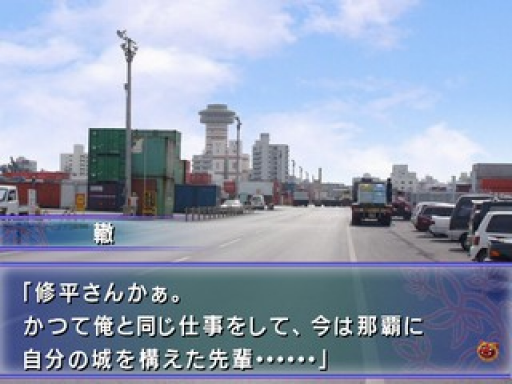 轍
「修平さんかぁ。
かつて俺と同じ仕事をして、今は那覇に
自分の城を構えた先輩・・・・・・」